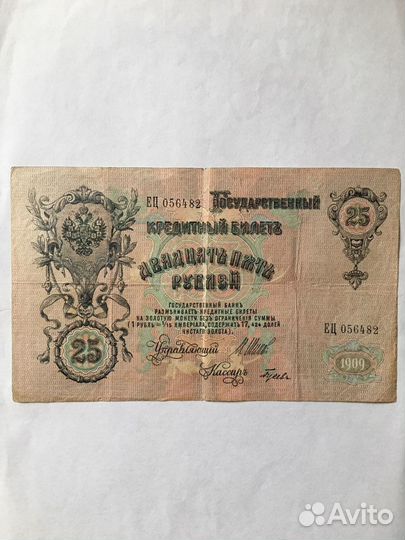 ЕЦ 056482
ГОСУДАРСТВЕННЫЙ
25
КРЕДИТНЫЙ БИЛЕТЪ
ДВАДЦАТЬ ПЯТЬ
РУБЛЕЙ
ГОСУДАРСТВЕННЫЙ БАНКЪ
РАЗМѢНИВАЕТЪ КРЕДИТНЫЕ БИЛЕТЫ
НА ЗОЛОТУЮ МОНЕТУ БЕЗЪ ОГРАНИЧЕНІЯ СУММЫ
(1 РУБЛЬ = 1/15 ИМПЕРІАЛА, СОДЕРЖИТЪ 17,424 ДОЛЕЙ
ЧИСТАГО ЗОЛОТА).
ЕЦ 056482
25
Управляющій
Кассиръ
1909
Avito